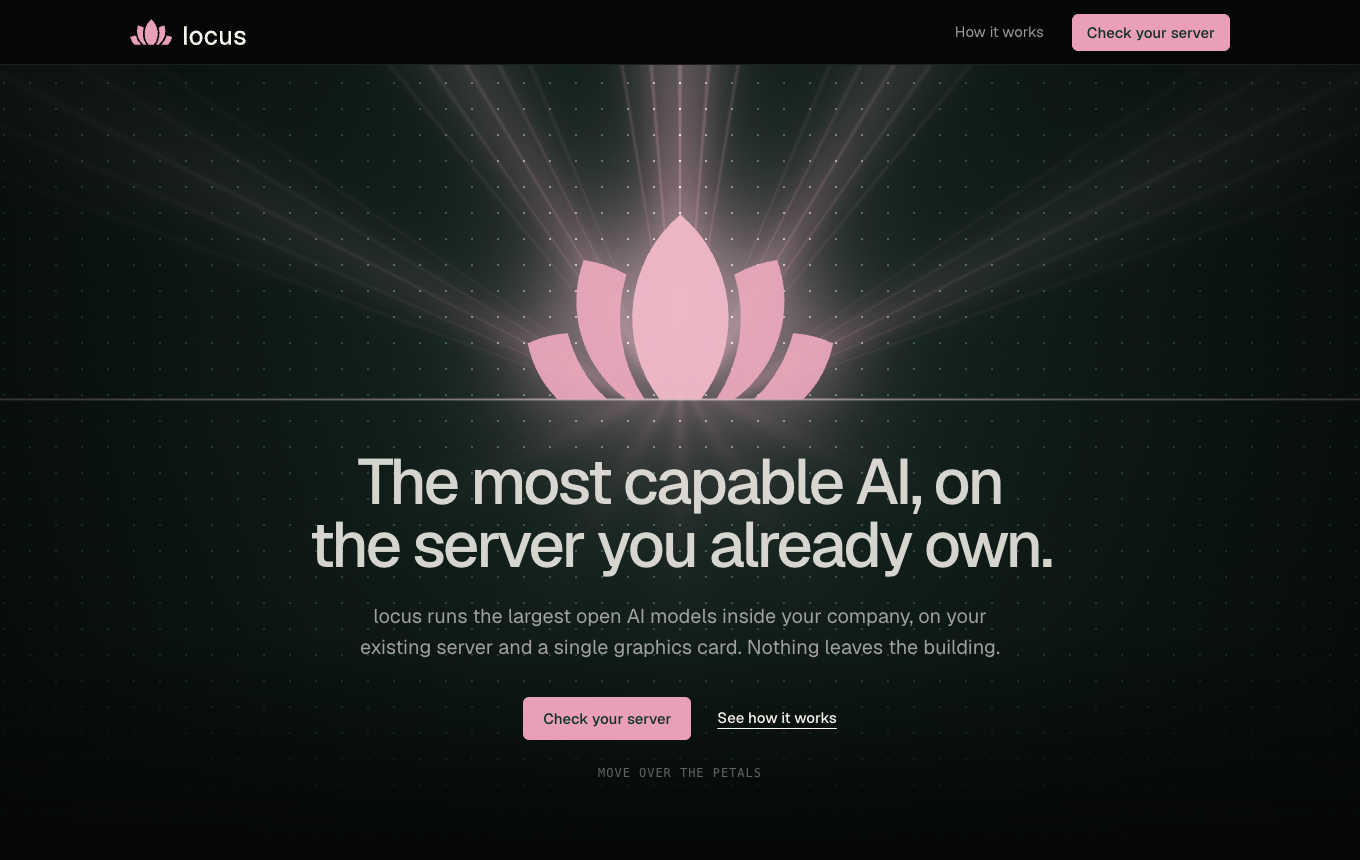 locus
How it works
Check your server
The most capable AI, on
the server you already own.
locus runs the largest open AI models inside your company, on your
existing server and a single graphics card. Nothing leaves the building.
Check your server
See how it works
MOVE OVER THE PETALS